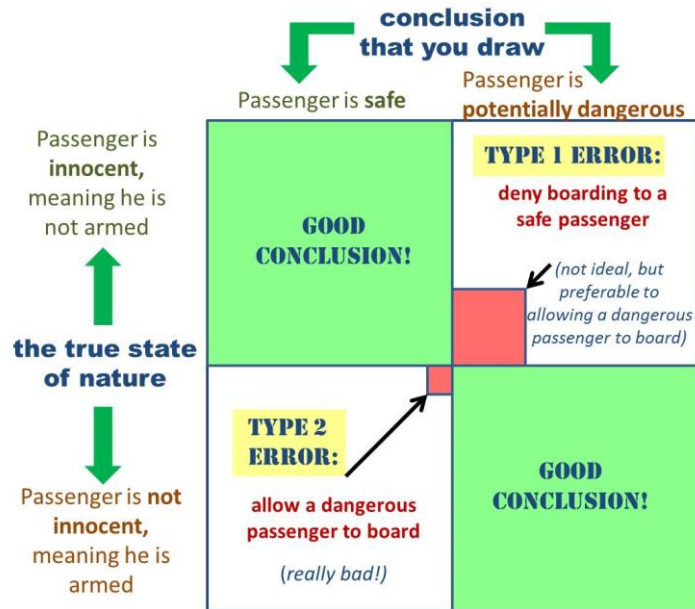 conclusion
that you draw
Passenger is safe
Passenger is
potentially dangerous
Passenger is
innocent,
meaning he is
not armed
GOOD
CONCLUSION!
TYPE 1 ERROR:
deny boarding to a
safe passenger
(not ideal, but
preferable to
allowing a dangerous
passenger to board)
the true state
of nature
TYPE 2
ERROR:
allow a dangerous
passenger to board
(really bad!)
GOOD
CONCLUSION!
Passenger is not
innocent,
meaning he is
armed